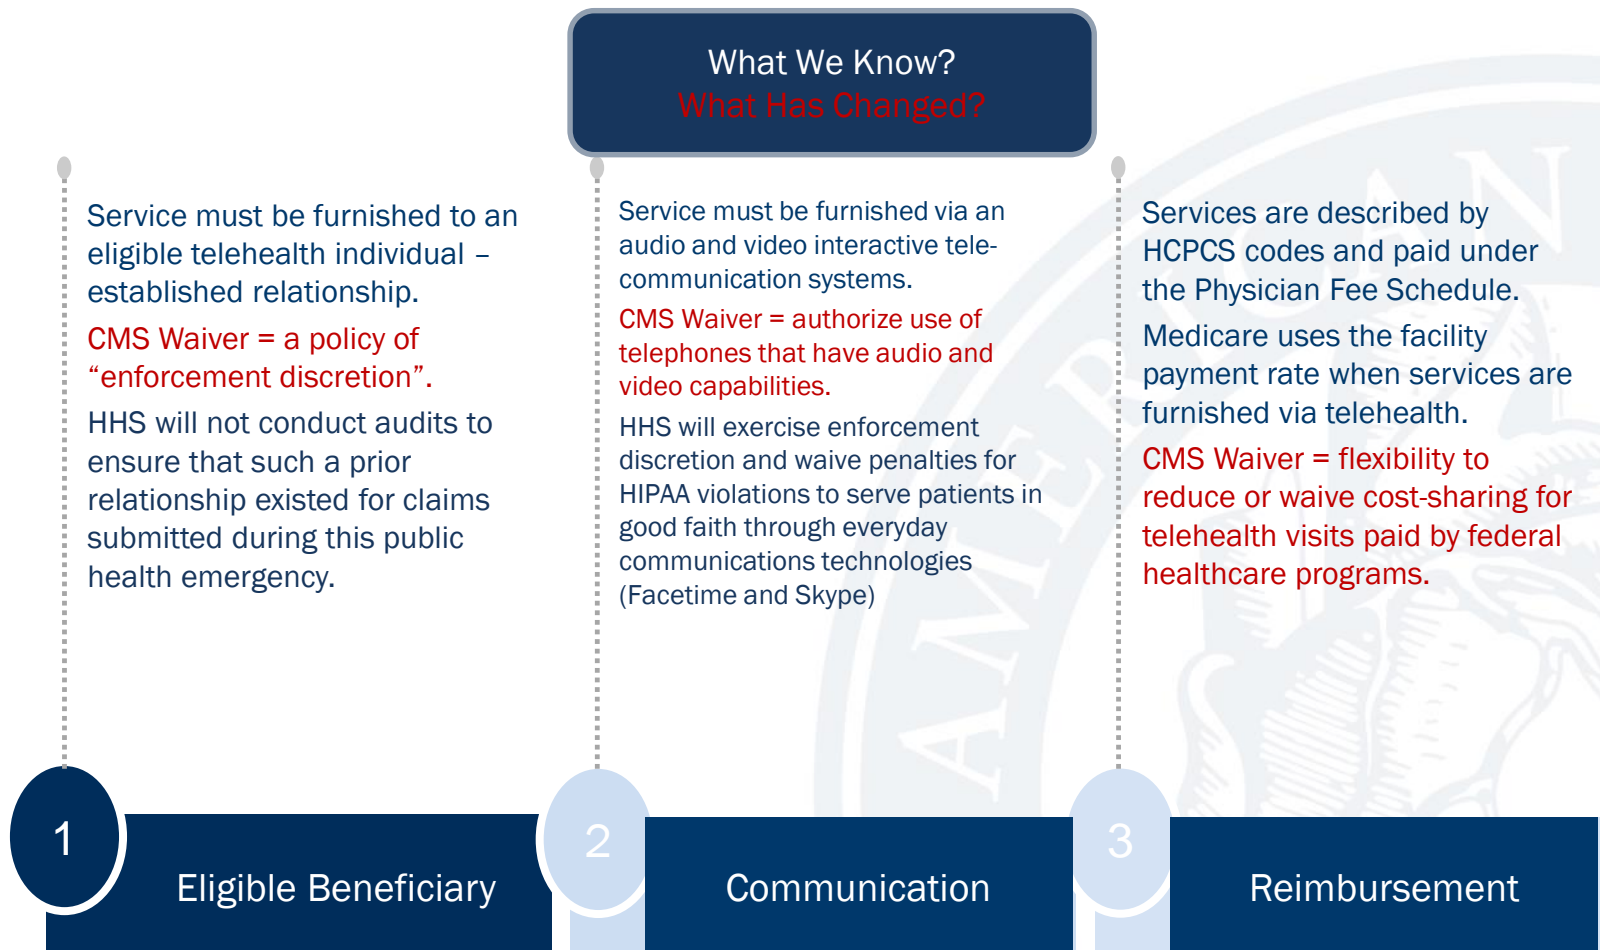 What We Know?
What Has Changed?
Service must be furnished to an
eligible telehealth individual –
established relationship.
CMS Waiver = a policy of
“enforcement discretion”.
HHS will not conduct audits to
ensure that such a prior
relationship existed for claims
submitted during this public
health emergency.
Service must be furnished via an
audio and video interactive tele-
communication systems.
CMS Waiver = authorize use of
telephones that have audio and
video capabilities.
HHS will exercise enforcement
discretion and waive penalties for
HIPAA violations to serve patients in
good faith through everyday
communications technologies
(Facetime and Skype)
Services are described by
HCPCS codes and paid under
the Physician Fee Schedule.
Medicare uses the facility
payment rate when services are
furnished via telehealth.
CMS Waiver = flexibility to
reduce or waive cost-sharing for
telehealth visits paid by federal
healthcare programs.
AMERICAN
1
Eligible Beneficiary
2
Communication
3
Reimbursement